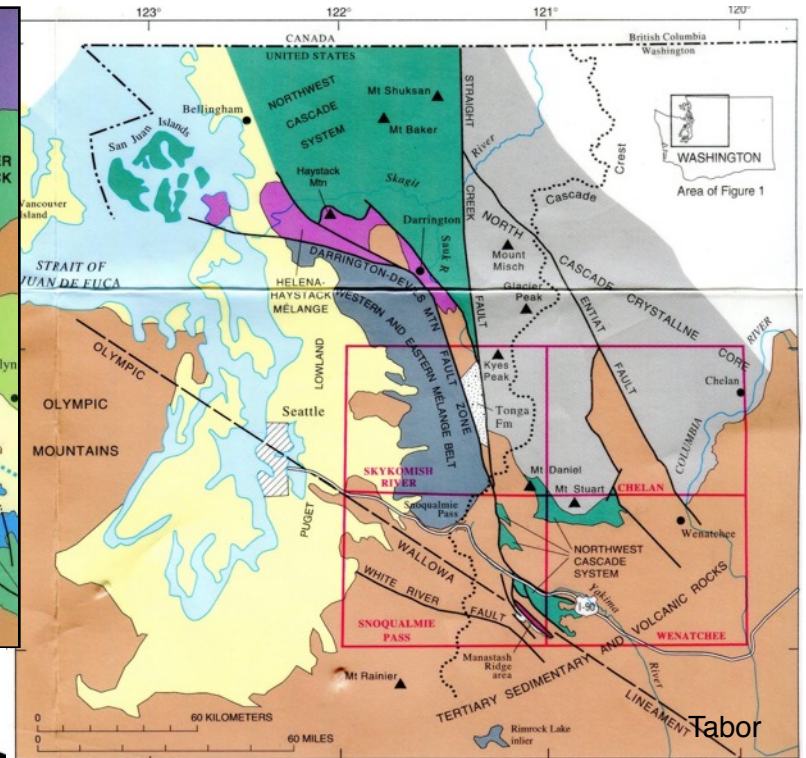 123°
122°
121°
120°
CANADA
UNITED STATES
British Columbia
Washington
NORTHWEST
CASCADE
SYSTEM
Mt Shuksan
Mt Baker
Bellingham
San Juan Islands
Haystack
Mtn
Skagit
River
STRAIGHT
CREEK
FAULT
Crest
Cascade
WASHINGTON
Area of Figure 1
ER
CK
Vancouver
Island
Darrington
Sauk R
NORTH
CASCADE CRYSTALLNE
CORE
Mount
Misch
Glacier
Peak
STRAIT OF
JUAN DE FUCA
HELENA-
HAYSTACK
MÉLANGE
DARRINGTON-DEVILS MTN
FAULT ZONE
WESTERN AND EASTERN MÉLANGE BELT
ENTIAT
FAULT
RIVER
COLUMBIA
lyn
OLYMPIC
OLYMPIC
MOUNTAINS
LOWLAND
PUGET
Seattle
Kyes
Peak
Chelan
Tonga
Fm
Mt Daniel
Mt Stuart
SKYKOMISH
RIVER
CHELAN
Snoqualmie
Pass
Wenatchee
WALLOWA
NORTHWEST
CASCADE
SYSTEM
WHITE RIVER
FAULT
Yakima
I-90
River
SNOQUALMIE
PASS
WENATCHEE
Manastash
Ridge
area
Mt Rainier
TERTIARY SEDIMENTARY AND VOLCANIC ROCKS
LINEAMENT
Tabor
0
60 KILOMETERS
0
60 MILES
Rimrock Lake
inlier